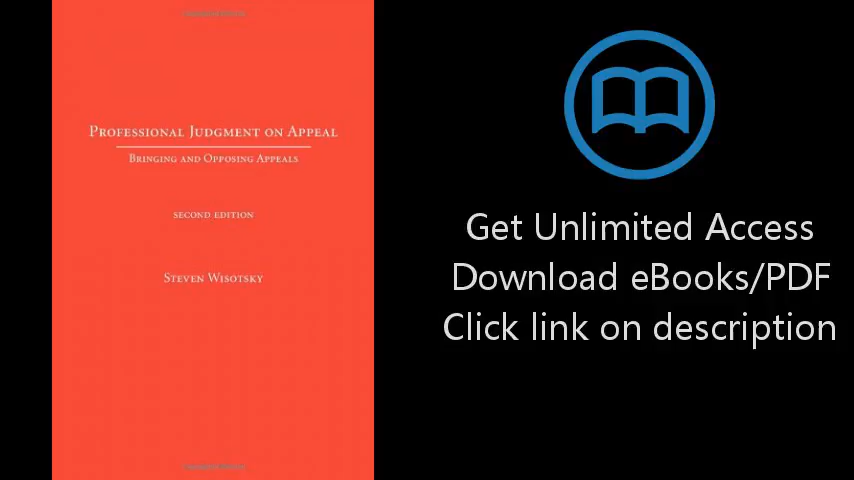 Professional Judgment on Appeal
Bringing and Opposing Appeals
second edition
Steven Wisotsky
Get Unlimited Access
Download eBooks/PDF
Click link on description